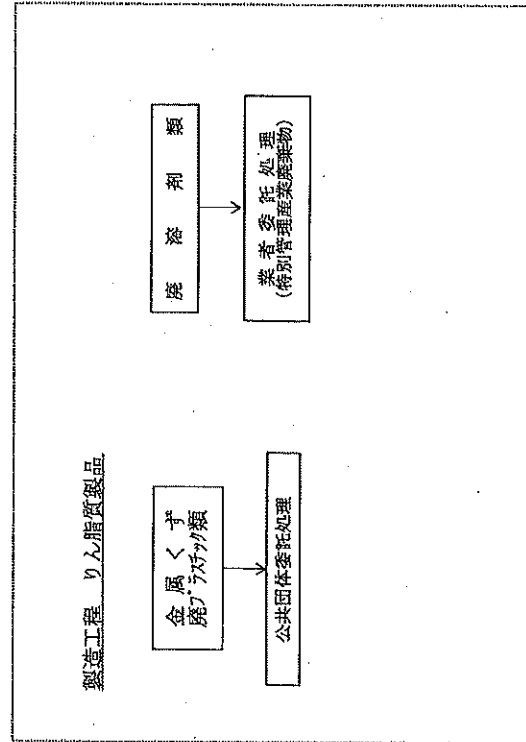 製造工程 りん脂質製品
金属くず
廃プラスチック類
公共団体委託処理
廃溶剤類
業者委託処理
(特別管理産業廃棄物)